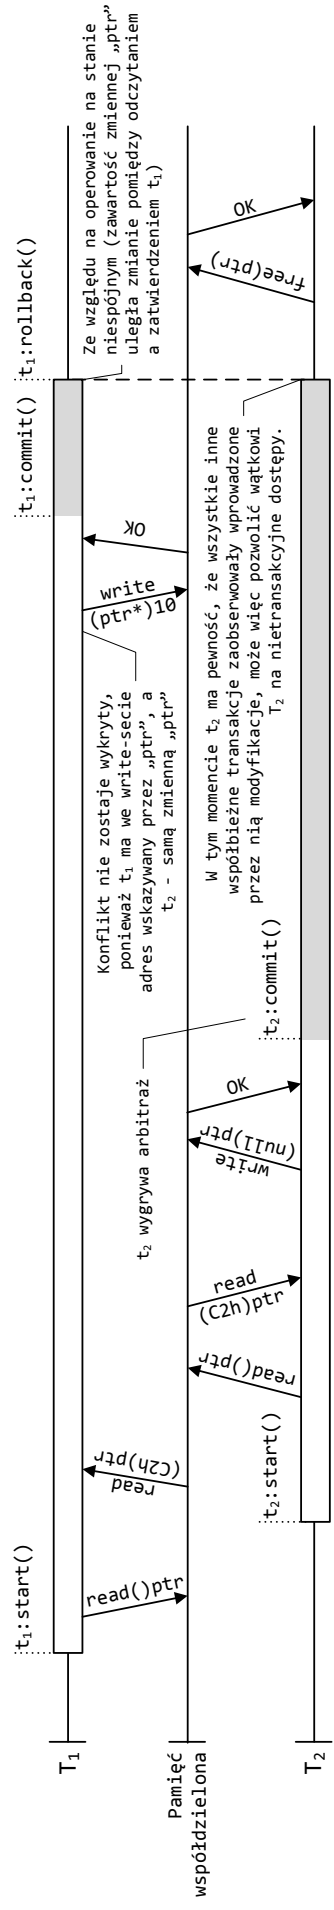 t₁:start()
t₁:commit()
t₁:rollback()
T₁
read()ptr
read
(C2h)ptr
write
(ptr*)10
OK
Ze względu na operowanie na stanie
niespójnym (zawartość zmiennej „ptr”
uległa zmianie pomiędzy odczytaniem
a zatwierdzeniem t₁)
Konflikt nie zostaje wykryty,
ponieważ t₁ ma we write-secie
adres wskazywany przez „ptr”, a
t₂ - samą zmienną „ptr”
t₂ wygrywa arbitraż
Pamięć
współdzielona
read()ptr
read
(C2h)ptr
write
(null)ptr
OK
free(ptr)
OK
W tym momencie t₂ ma pewność, że wszystkie inne
współbieżne transakcje zaobserwowały wprowadzone
przez nią modyfikacje, może więc pozwolić wątkowi
T₂ na nietransakcyjne dostępy.
t₂:start()
t₂:commit()
T₂